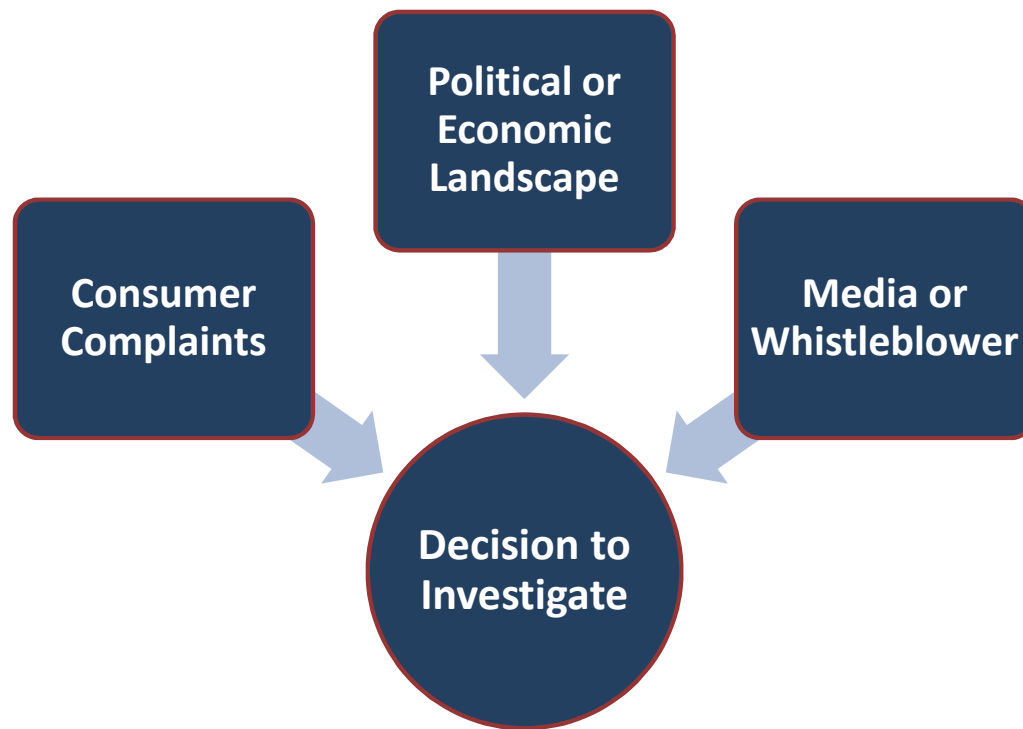 Political or
Economic
Landscape
Consumer
Complaints
Media or
Whistleblower
Decision to
Investigate